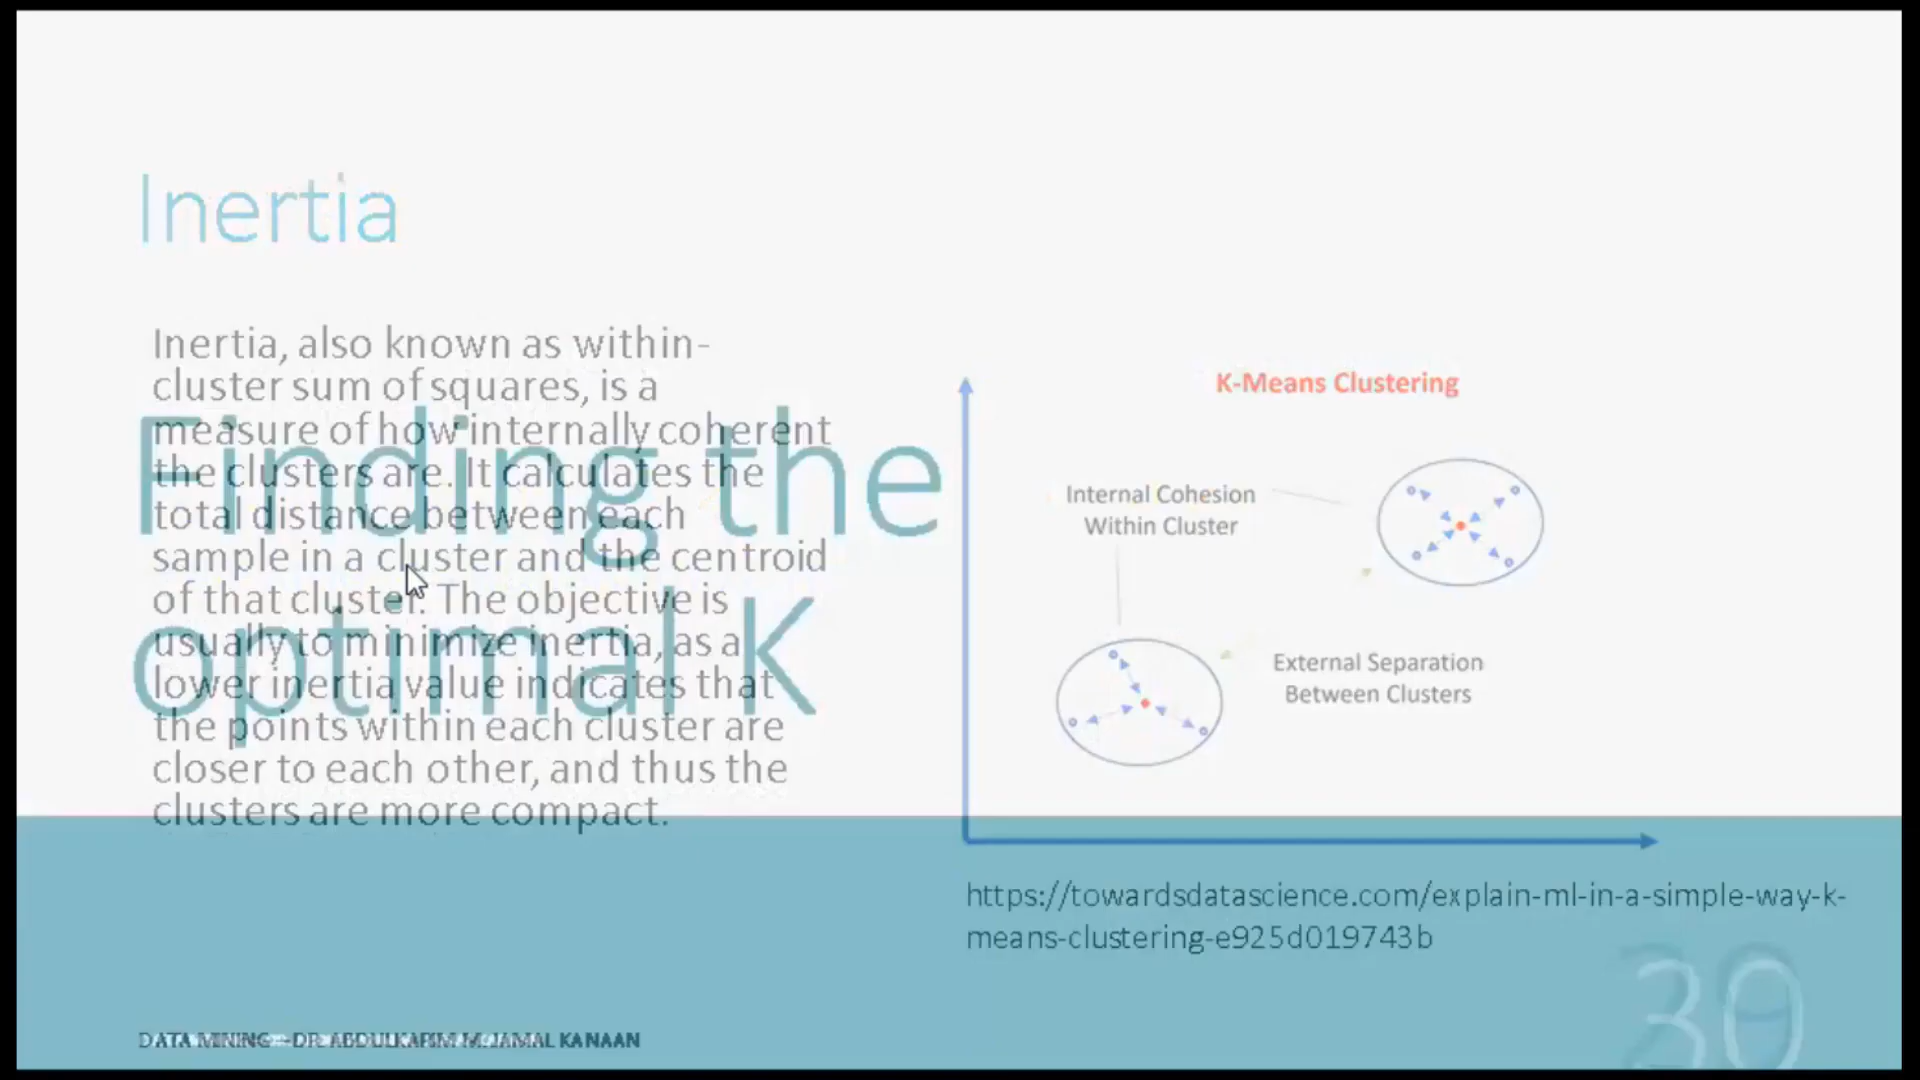 Inertia
Inertia, also known as within-
cluster sum of squares, is a
measure of how internally coherent
the clusters are. It calculates the
total distance between each
sample in a cluster and the centroid
of that cluster. The objective is
usually to minimize inertia, as a
lower inertia value indicates that
the points within each cluster are
closer to each other, and thus the
clusters are more compact.
Finding the
optimal K
K-Means Clustering
Internal Cohesion
Within Cluster
External Separation
Between Clusters
https://towardsdatascience.com/explain-ml-in-a-simple-way-k-
means-clustering-e925d019743b
DATA MINING - DR. ABDULKARIM M. JAMAL KANAAN
30